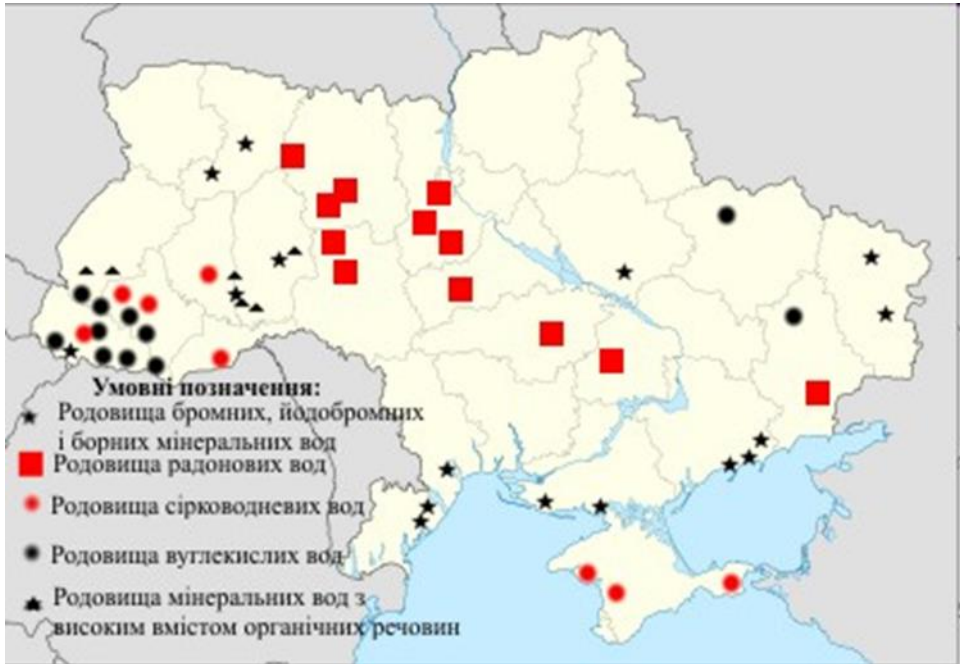 Умовні позначення:
Родовища бромних, йодобромних
і борних мінеральних вод
Родовища радонових вод
Родовища сірководневих вод
Родовища вуглекислих вод
Родовища мінеральних вод з
високим вмістом органічних речовин